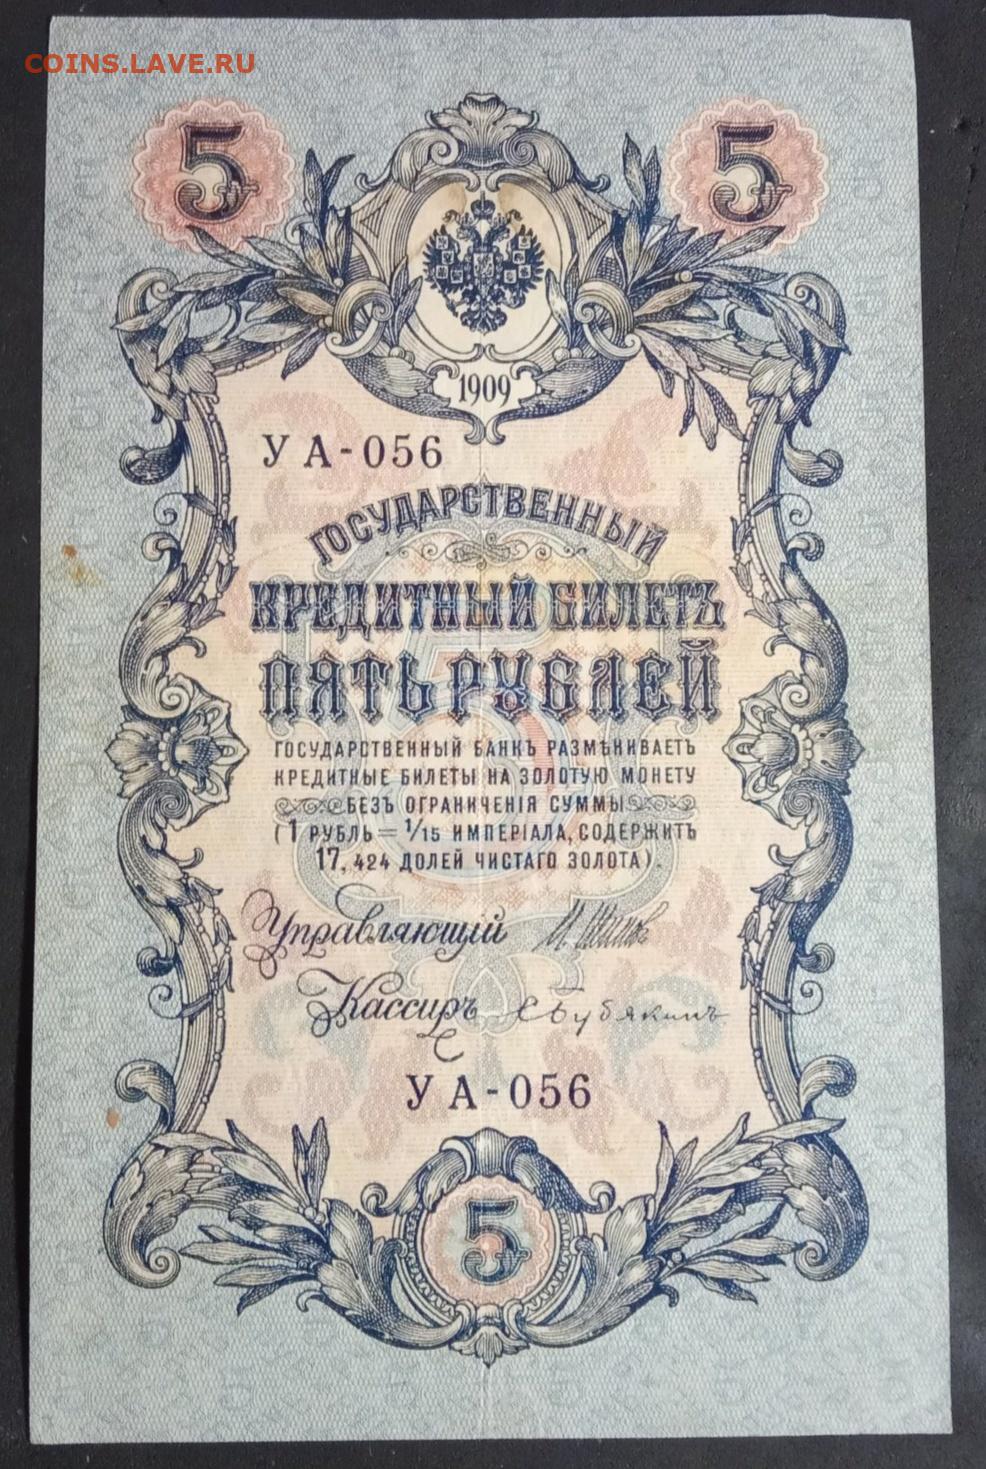 COINS.LAVE.RU
5 5
1909
УА-056
ГОСУДАРСТВЕННЫЙ
КРЕДИТНЫЙ БИЛЕТЪ
ПЯТЬ РУБЛЕЙ
ГОСУДАРСТВЕННЫЙ БАНКЪ РАЗМѢНИВАЕТЪ
КРЕДИТНЫЕ БИЛЕТЫ НА ЗОЛОТУЮ МОНЕТУ
БЕЗЪ ОГРАНИЧЕНІЯ СУММЫ
(1 РУБЛЬ = 1/15 ИМПЕРІАЛА, СОДЕРЖИТЪ
17,424 ДОЛЕЙ ЧИСТАГО ЗОЛОТА).
Управляющій И. Шипов
Кассиръ Е Бубякинъ
УА-056
5